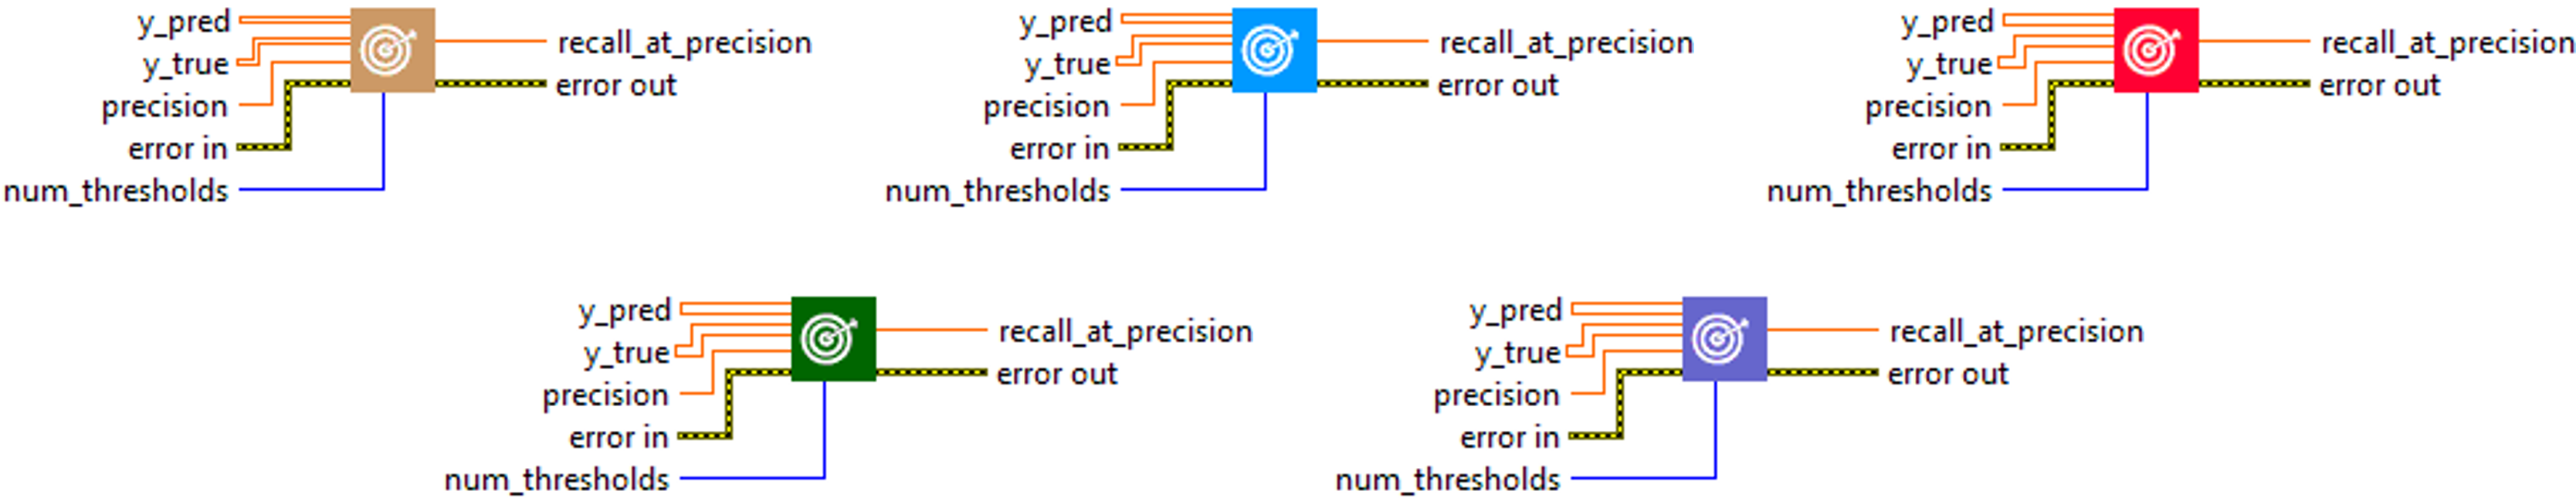 y_pred
y_true
precision
error in
num_thresholds
recall_at_precision
error out
y_pred
y_true
precision
error in
num_thresholds
recall_at_precision
error out
y_pred
y_true
precision
error in
num_thresholds
recall_at_precision
error out
y_pred
y_true
precision
error in
num_thresholds
recall_at_precision
error out
y_pred
y_true
precision
error in
num_thresholds
recall_at_precision
error out